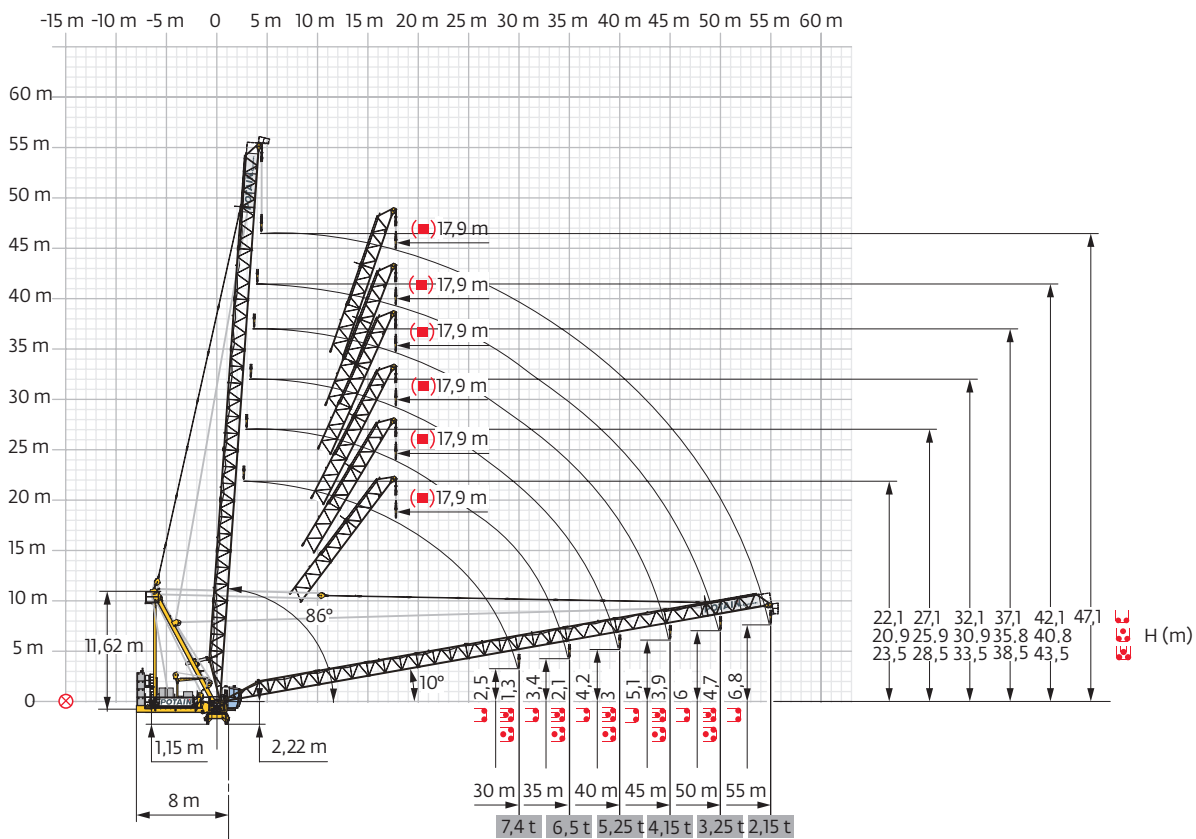 -15 m -10 m -5 m 0 5 m 10 m 15 m 20 m 25 m 30 m 35 m 40 m 45 m 50 m 55 m 60 m
60 m
55 m
50 m
45 m
40 m
35 m
30 m
25 m
20 m
15 m
10 m
5 m
0
17,9 m
17,9 m
17,9 m
17,9 m
17,9 m
17,9 m
POTAIN
POTAIN
POTAIN
86°
10°
11,62 m
1,15 m
2,22 m
8 m
22,1 27,1 32,1 37,1 42,1 47,1
20,9 25,9 30,9 35,8 40,8
23,5 28,5 33,5 38,5 43,5
H (m)
2,5 1,3 3,4 2,1 4,2 3 5,1 3,9 6 4,7 6,8
30 m 35 m 40 m 45 m 50 m 55 m
7,4 t 6,5 t 5,25 t 4,15 t 3,25 t 2,15 t